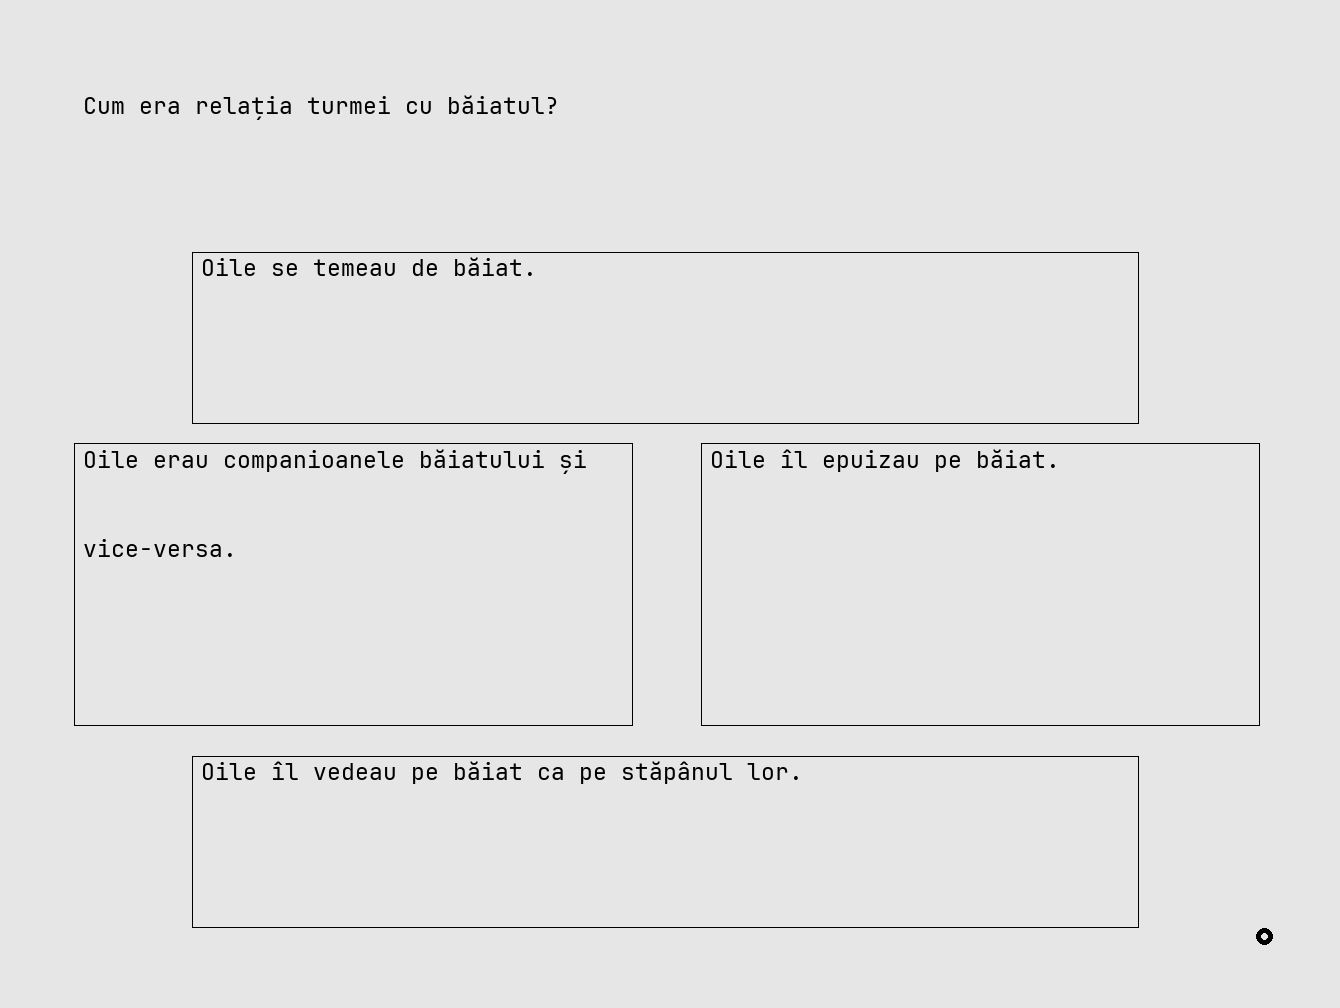 Cum era relația turmei cu băiatul?
Oile se temeau de băiat.
Oile erau companioanele băiatului și
vice-versa.
Oile îl epuizau pe băiat.
Oile îl vedeau pe băiat ca pe stăpânul lor.